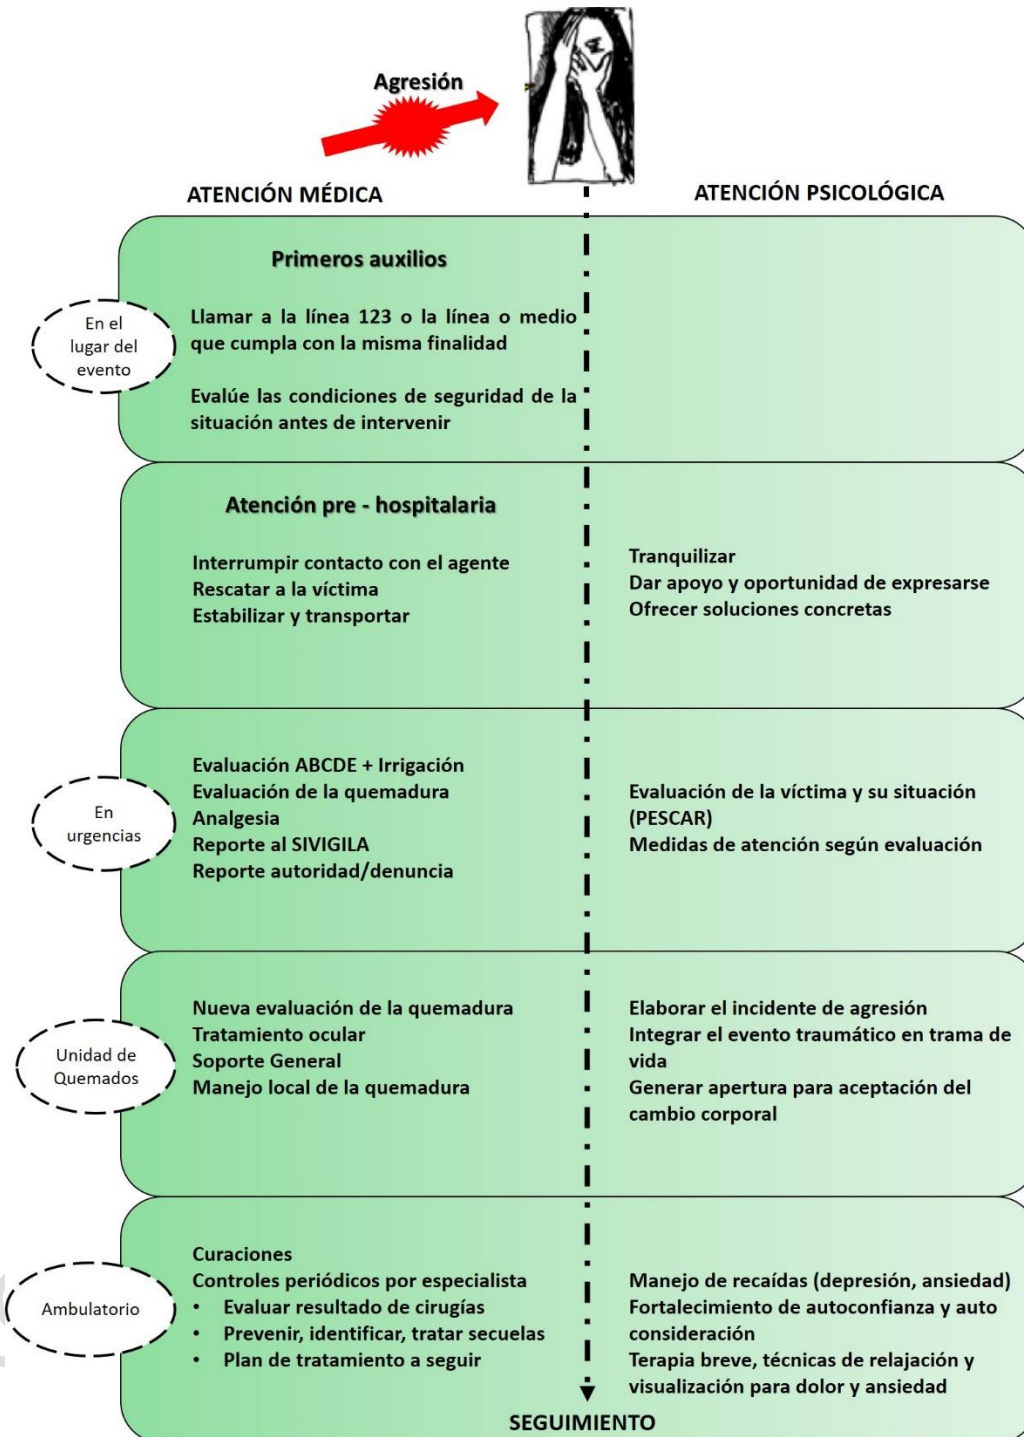 Agresión
ATENCIÓN MÉDICA
ATENCIÓN PSICOLÓGICA
Primeros auxilios
En el
lugar del
evento
Llamar a la línea 123 o la línea o medio
que cumpla con la misma finalidad
Evalúe las condiciones de seguridad de la
situación antes de intervenir
Atención pre - hospitalaria
Interrumpir contacto con el agente
Rescatar a la víctima
Estabilizar y transportar
Tranquilizar
Dar apoyo y oportunidad de expresarse
Ofrecer soluciones concretas
En
urgencias
Evaluación ABCDE + Irrigación
Evaluación de la quemadura
Analgesia
Reporte al SIVIGILA
Reporte autoridad/denuncia
Evaluación de la víctima y su situación
(PESCAR)
Medidas de atención según evaluación
Unidad de
Quemados
Nueva evaluación de la quemadura
Tratamiento ocular
Soporte General
Manejo local de la quemadura
Elaborar el incidente de agresión
Integrar el evento traumático en trama de
vida
Generar apertura para aceptación del
cambio corporal
Ambulatorio
Curaciones
Controles periódicos por especialista
• Evaluar resultado de cirugías
• Prevenir, identificar, tratar secuelas
• Plan de tratamiento a seguir
Manejo de recaídas (depresión, ansiedad)
Fortalecimiento de autoconfianza y auto
consideración
Terapia breve, técnicas de relajación y
visualización para dolor y ansiedad
SEGUIMIENTO